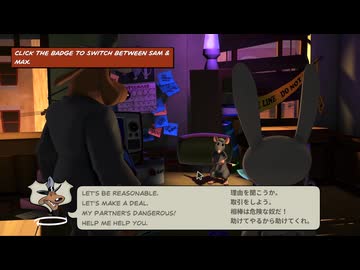 CLICK THE BADGE TO SWITCH BETWEEN SAM &
MAX.
LINE DO NOT
LET'S BE REASONABLE.
LET'S MAKE A DEAL.
MY PARTNER'S DANGEROUS!
HELP ME HELP YOU.
理由を聞こうか。
取引をしよう。
相棒は危険な奴だ！
助けてやるから助けてくれ。